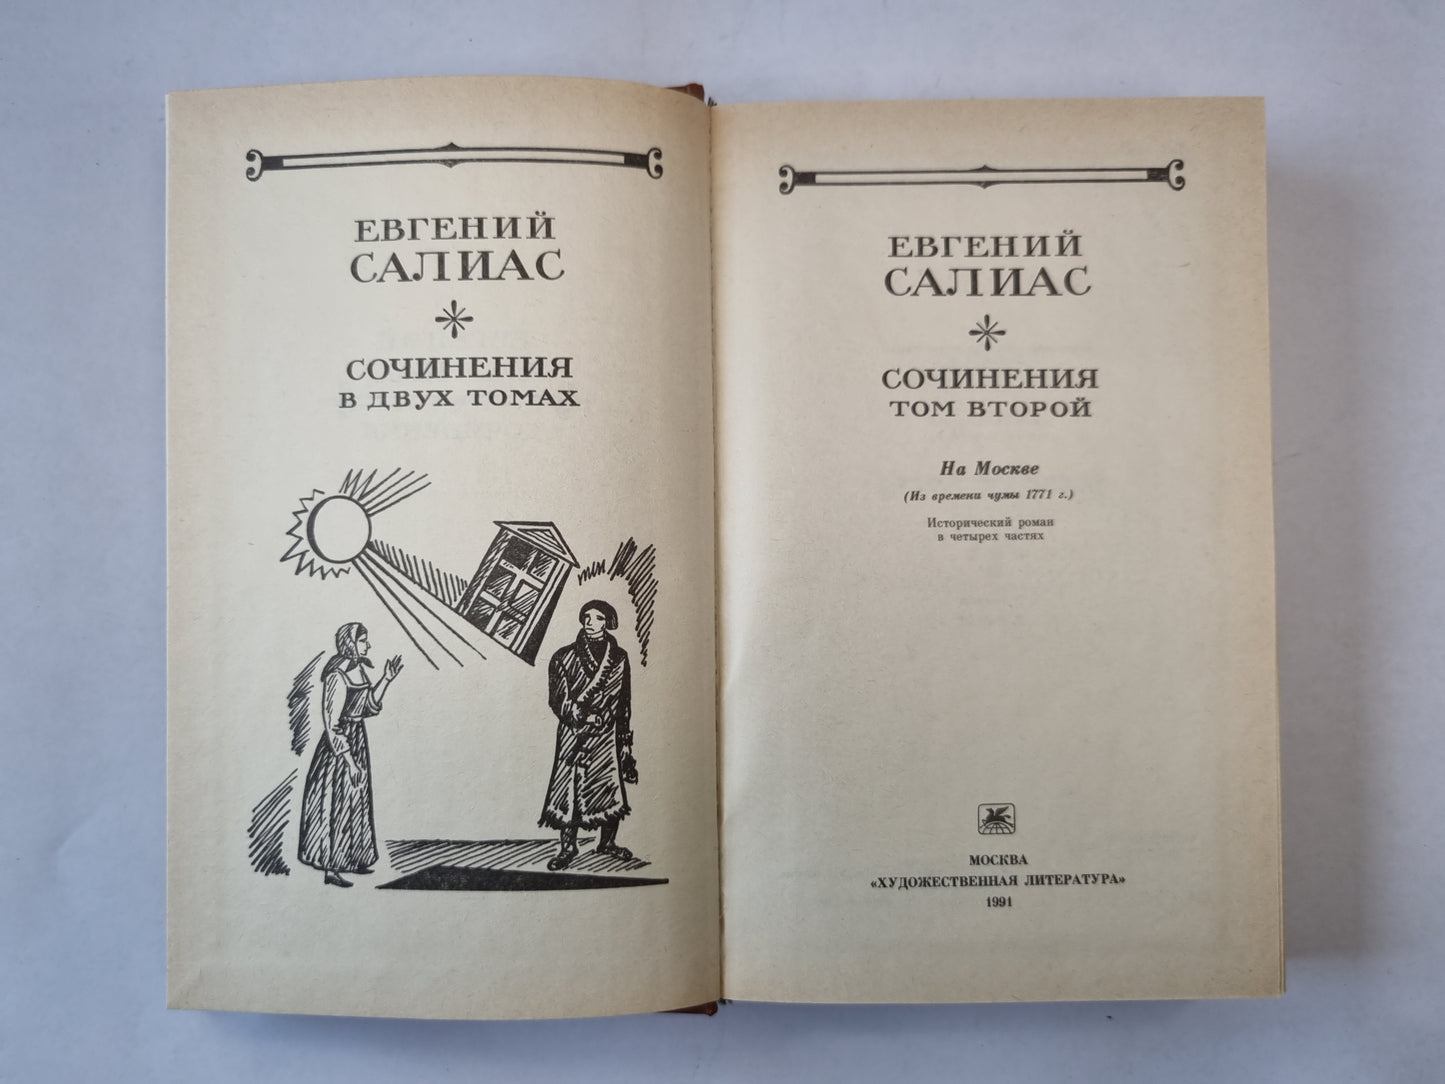 ЕВГЕНИЙ
САЛИАС
СОЧИНЕНИЯ
В ДВУХ ТОМАХ
ЕВГЕНИЙ
САЛИАС
СОЧИНЕНИЯ
ТОМ ВТОРОЙ
На Москве
(Из времени чумы 1771 г.)
Исторический роман
в четырех частях
МОСКВА
«ХУДОЖЕСТВЕННАЯ ЛИТЕРАТУРА»
1991